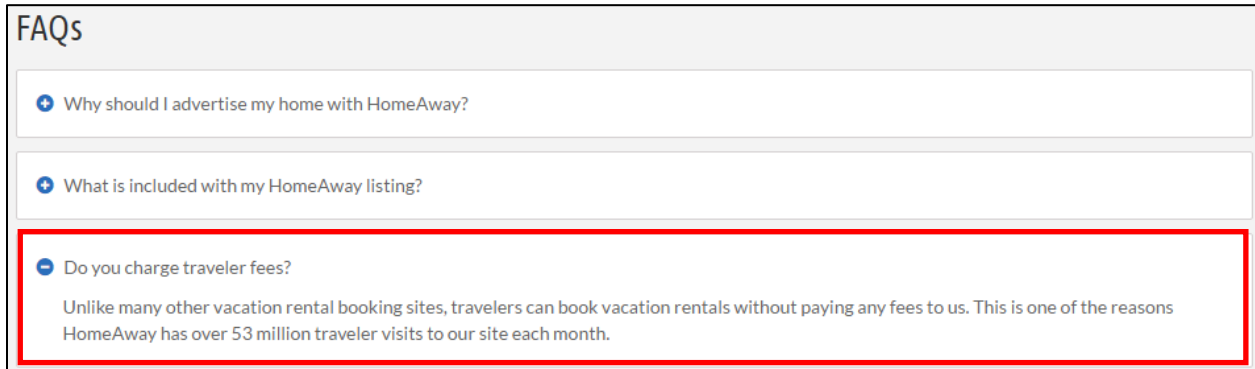 FAQs
Why should I advertise my home with HomeAway?
What is included with my HomeAway listing?
Do you charge traveler fees?
Unlike many other vacation rental booking sites, travelers can book vacation rentals without paying any fees to us. This is one of the reasons
HomeAway has over 53 million traveler visits to our site each month.